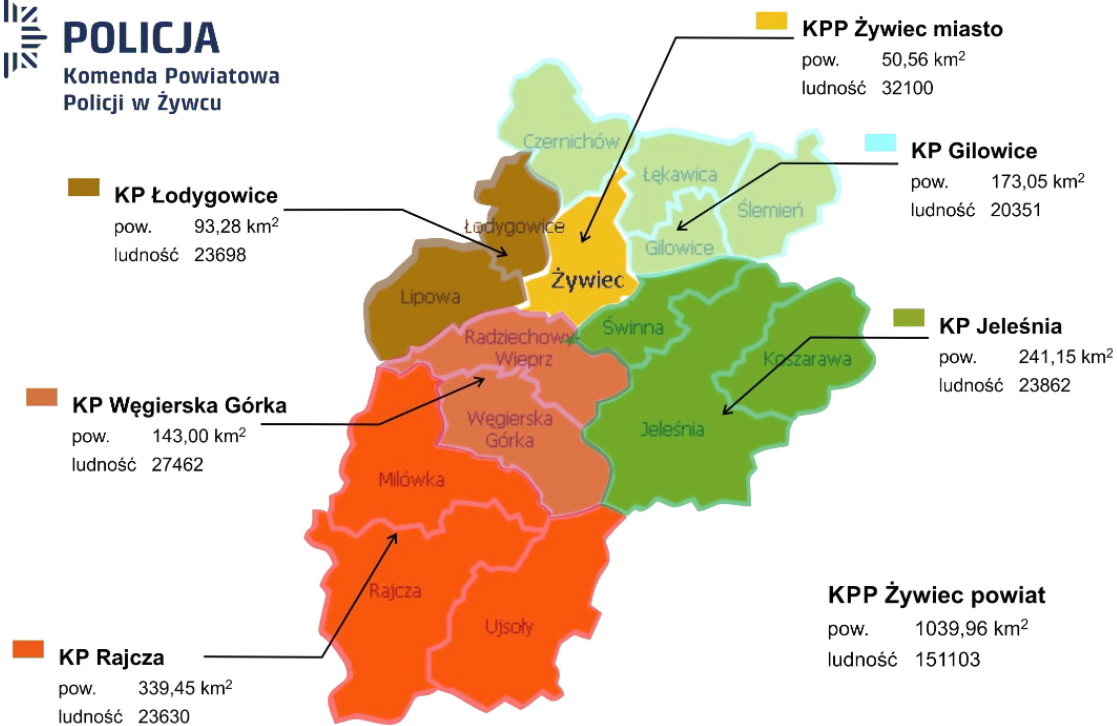 POLICJA
Komenda Powiatowa
Policji w Żywcu
KPP Żywiec miasto
pow. 50,56 km²
ludność 32100
KP Gilowice
pow. 173,05 km²
ludność 20351
KP Łodygowice
pow. 93,28 km²
ludność 23698
KP Jeleśnia
pow. 241,15 km²
ludność 23862
KP Węgierska Górka
pow. 143,00 km²
ludność 27462
KP Rajcza
pow. 339,45 km²
ludność 23630
KPP Żywiec powiat
pow. 1039,96 km²
ludność 151103
Czernichów
Łękawica
Ślemień
Gilowice
Łodygowice
Żywiec
Lipowa
Radziechowy-
Wieprz
Świnna
Koszarawa
Węgierska
Górka
Jeleśnia
Milówka
Rajcza
Ujsoły